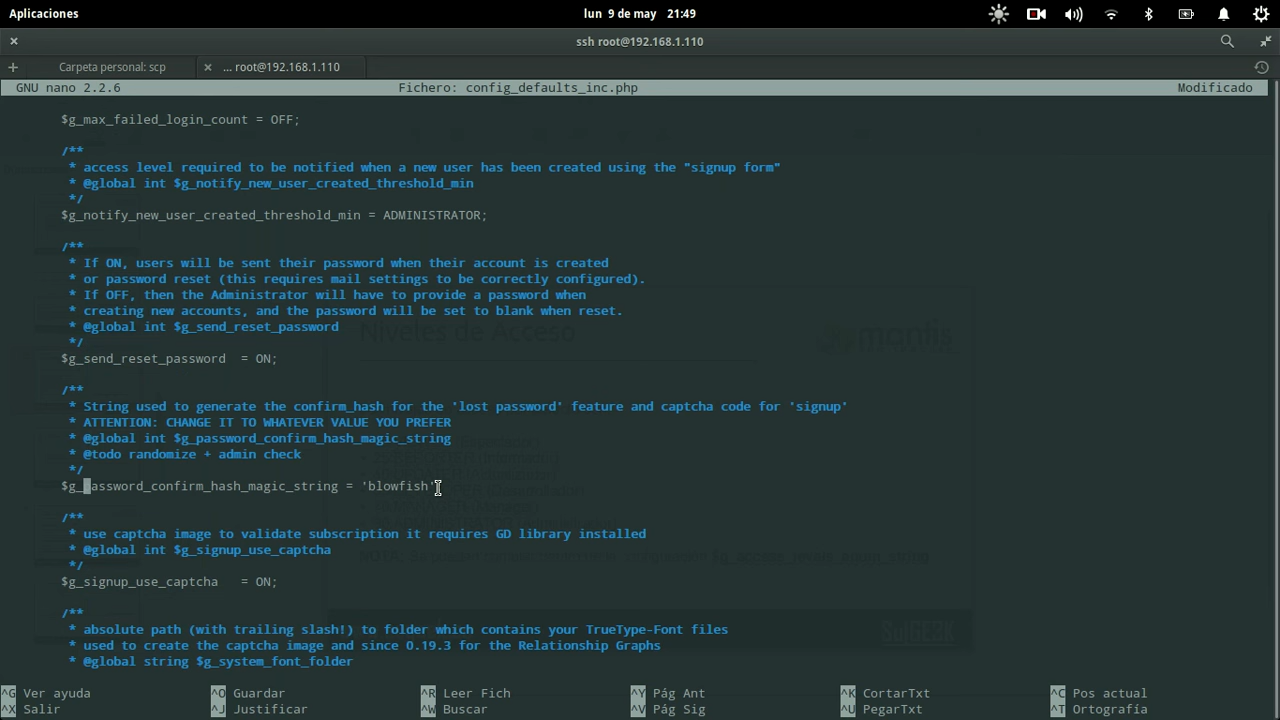 Aplicaciones lun 9 de may 21:49
× ssh root@192.168.1.110
+ Carpeta personal: scp × ... root@192.168.1.110
GNU nano 2.2.6 Fichero: config_defaults_inc.php Modificado
$g_max_failed_login_count = OFF;
/**
* access level required to be notified when a new user has been created using the "signup form"
* @global int $g_notify_new_user_created_threshold_min
*/
$g_notify_new_user_created_threshold_min = ADMINISTRATOR;
/**
* If ON, users will be sent their password when their account is created
* or password reset (this requires mail settings to be correctly configured).
* If OFF, then the Administrator will have to provide a password when
* creating new accounts, and the password will be set to blank when reset.
* @global int $g_send_reset_password
*/
Niveles de Acceso
mantis
$g_send_reset_password = ON;
/**
* String used to generate the confirm_hash for the 'lost password' feature and captcha code for 'signup'
* ATTENTION: CHANGE IT TO WHATEVER VALUE YOU PREFER
* @global int $g_password_confirm_hash_magic_string
* @todo randomize + admin check
*/
$g_password_confirm_hash_magic_string = 'blowfish'
/**
* use captcha image to validate subscription it requires GD library installed
* @global int $g_signup_use_captcha
*/
$g_signup_use_captcha = ON;
/**
* absolute path (with trailing slash!) to folder which contains your TrueType-Font files
* used to create the captcha image and since 0.19.3 for the Relationship Graphs
* @global string $g_system_font_folder
^G Ver ayuda ^O Guardar ^R Leer Fich ^Y Pág Ant ^K CortarTxt ^C Pos actual
^X Salir ^J Justificar ^W Buscar ^V Pág Sig ^U PegarTxt ^T Ortografía